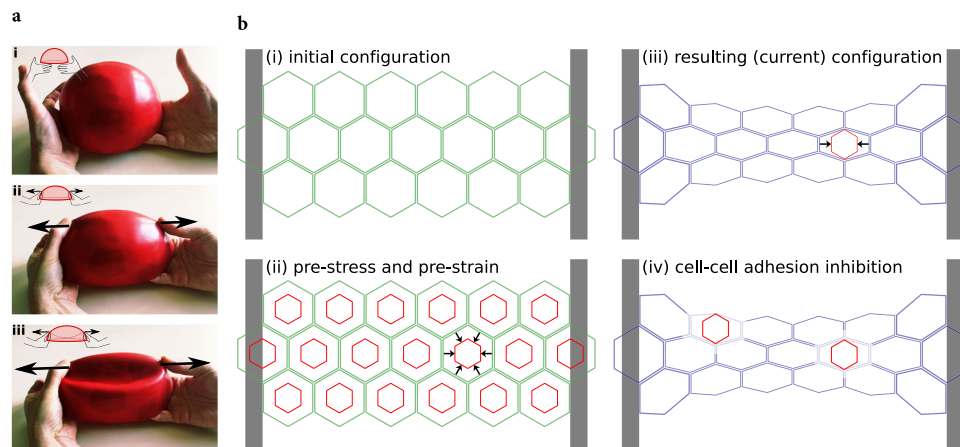 a
b
i
ii
iii
(i) initial configuration
(iii) resulting (current) configuration
(ii) pre-stress and pre-strain
(iv) cell-cell adhesion inhibition